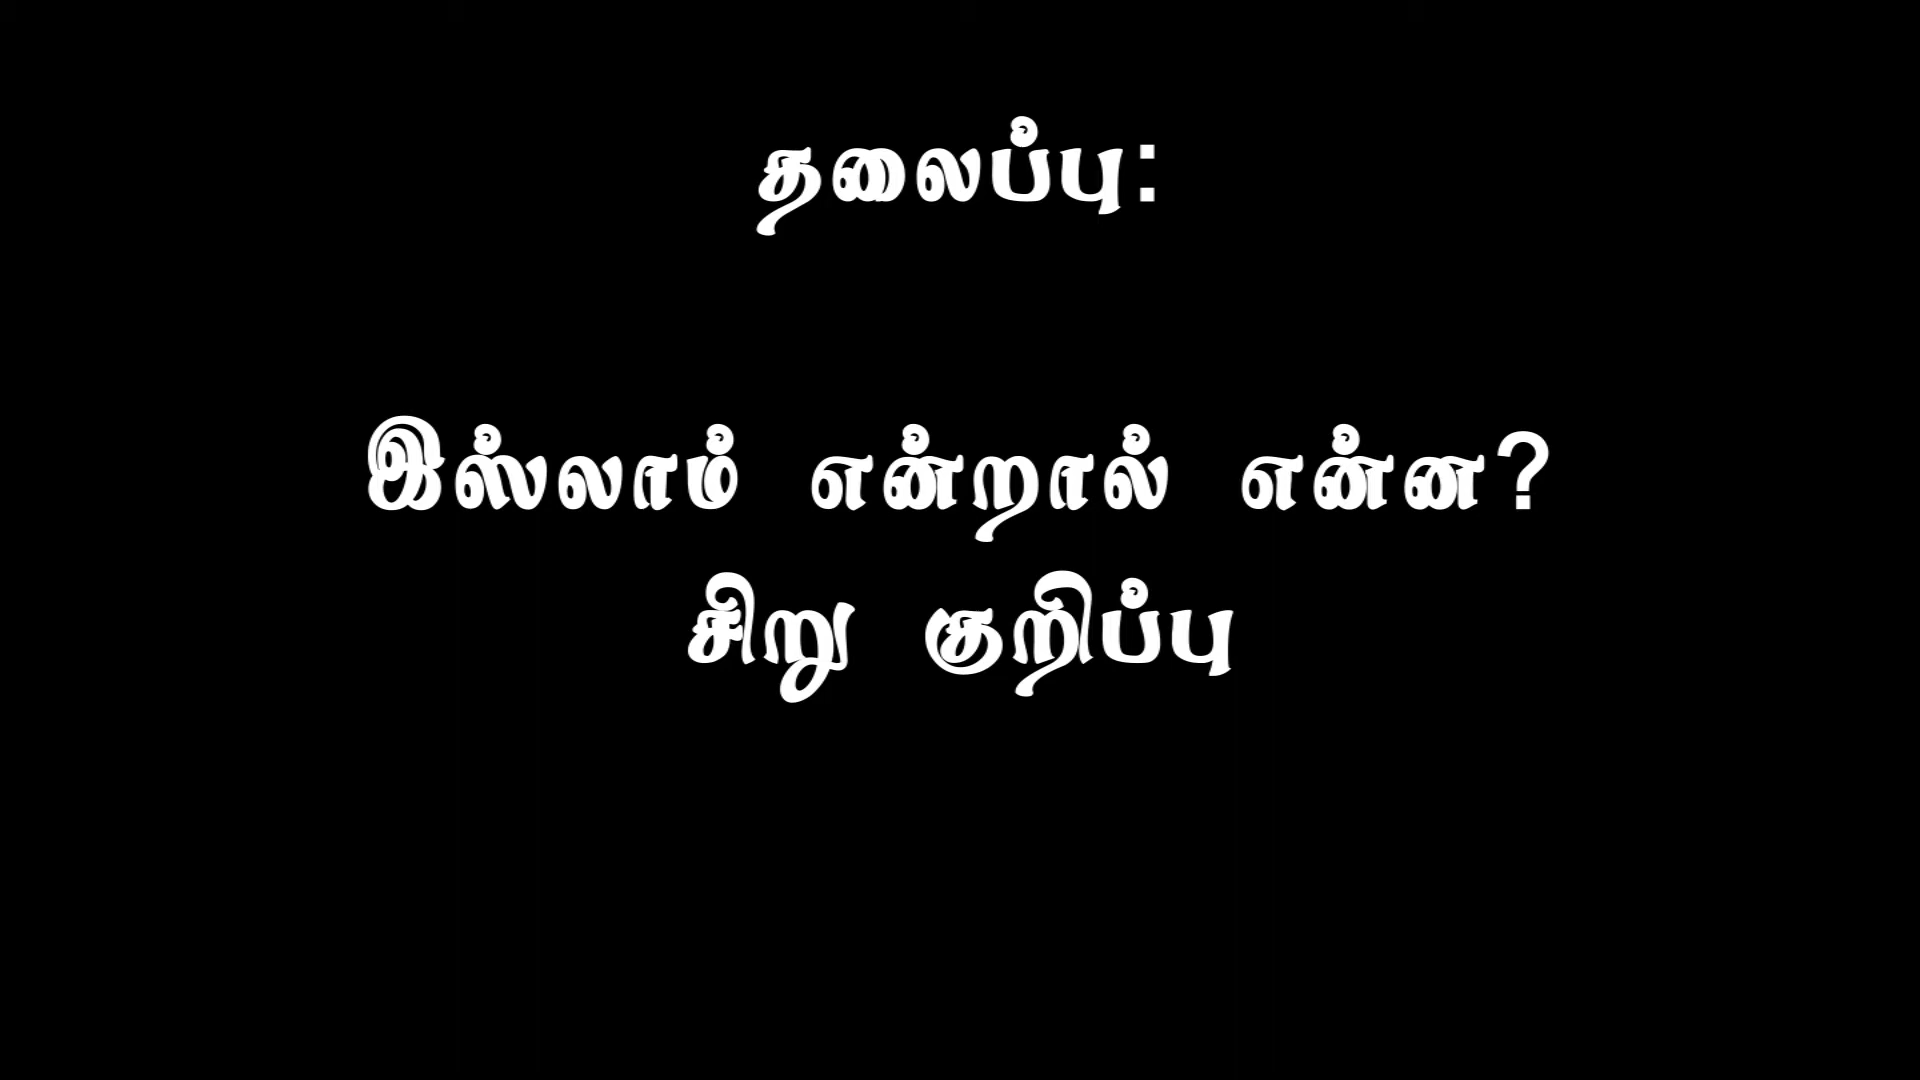 தலைப்பு:
இஸ்லாம் என்றால் என்ன?
சிறு குறிப்பு